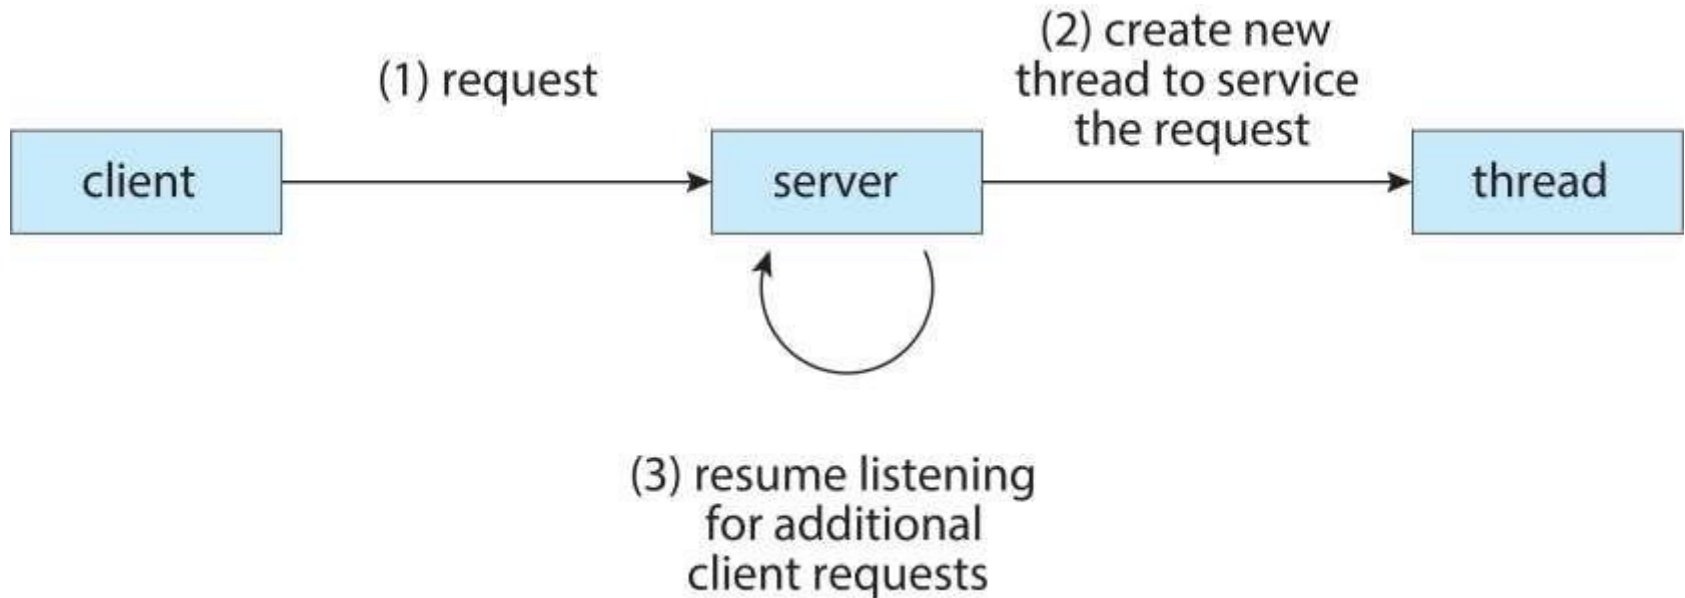 (1) request
(2) create new
thread to service
the request
client
server
thread
(3) resume listening
for additional
client requests